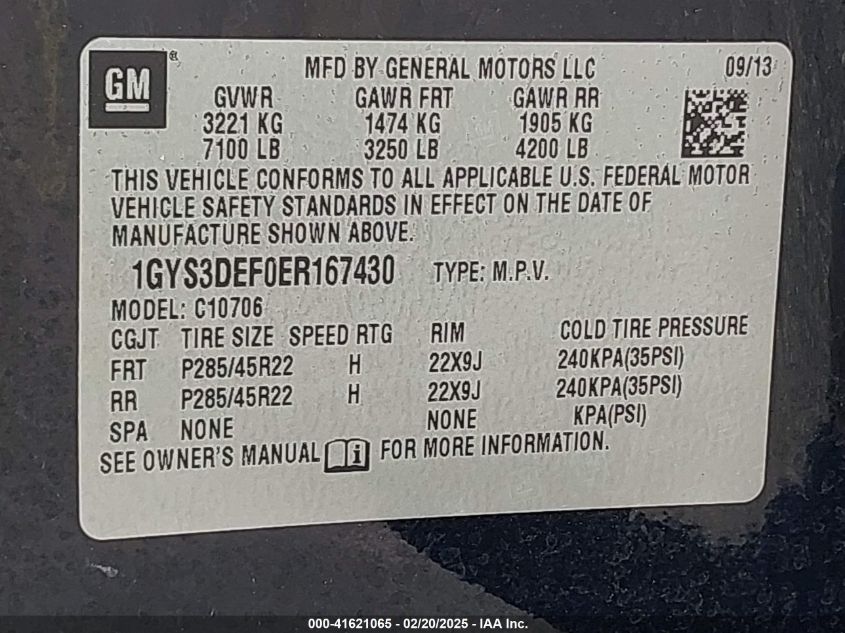 GM ®
MFD BY GENERAL MOTORS LLC 09/13
GVWR GAWR FRT GAWR RR
3221 KG 1474 KG 1905 KG
7100 LB 3250 LB 4200 LB
THIS VEHICLE CONFORMS TO ALL APPLICABLE U.S. FEDERAL MOTOR
VEHICLE SAFETY STANDARDS IN EFFECT ON THE DATE OF
MANUFACTURE SHOWN ABOVE.
1GYS3DEF0ER167430 TYPE: M.P.V.
MODEL: C10706
CGJT TIRE SIZE SPEED RTG RIM COLD TIRE PRESSURE
FRT P285/45R22 H 22X9J 240KPA(35PSI)
RR P285/45R22 H 22X9J 240KPA(35PSI)
SPA NONE NONE KPA(PSI)
SEE OWNER'S MANUAL i FOR MORE INFORMATION.
000-41621065 - 02/20/2025 - IAA Inc.